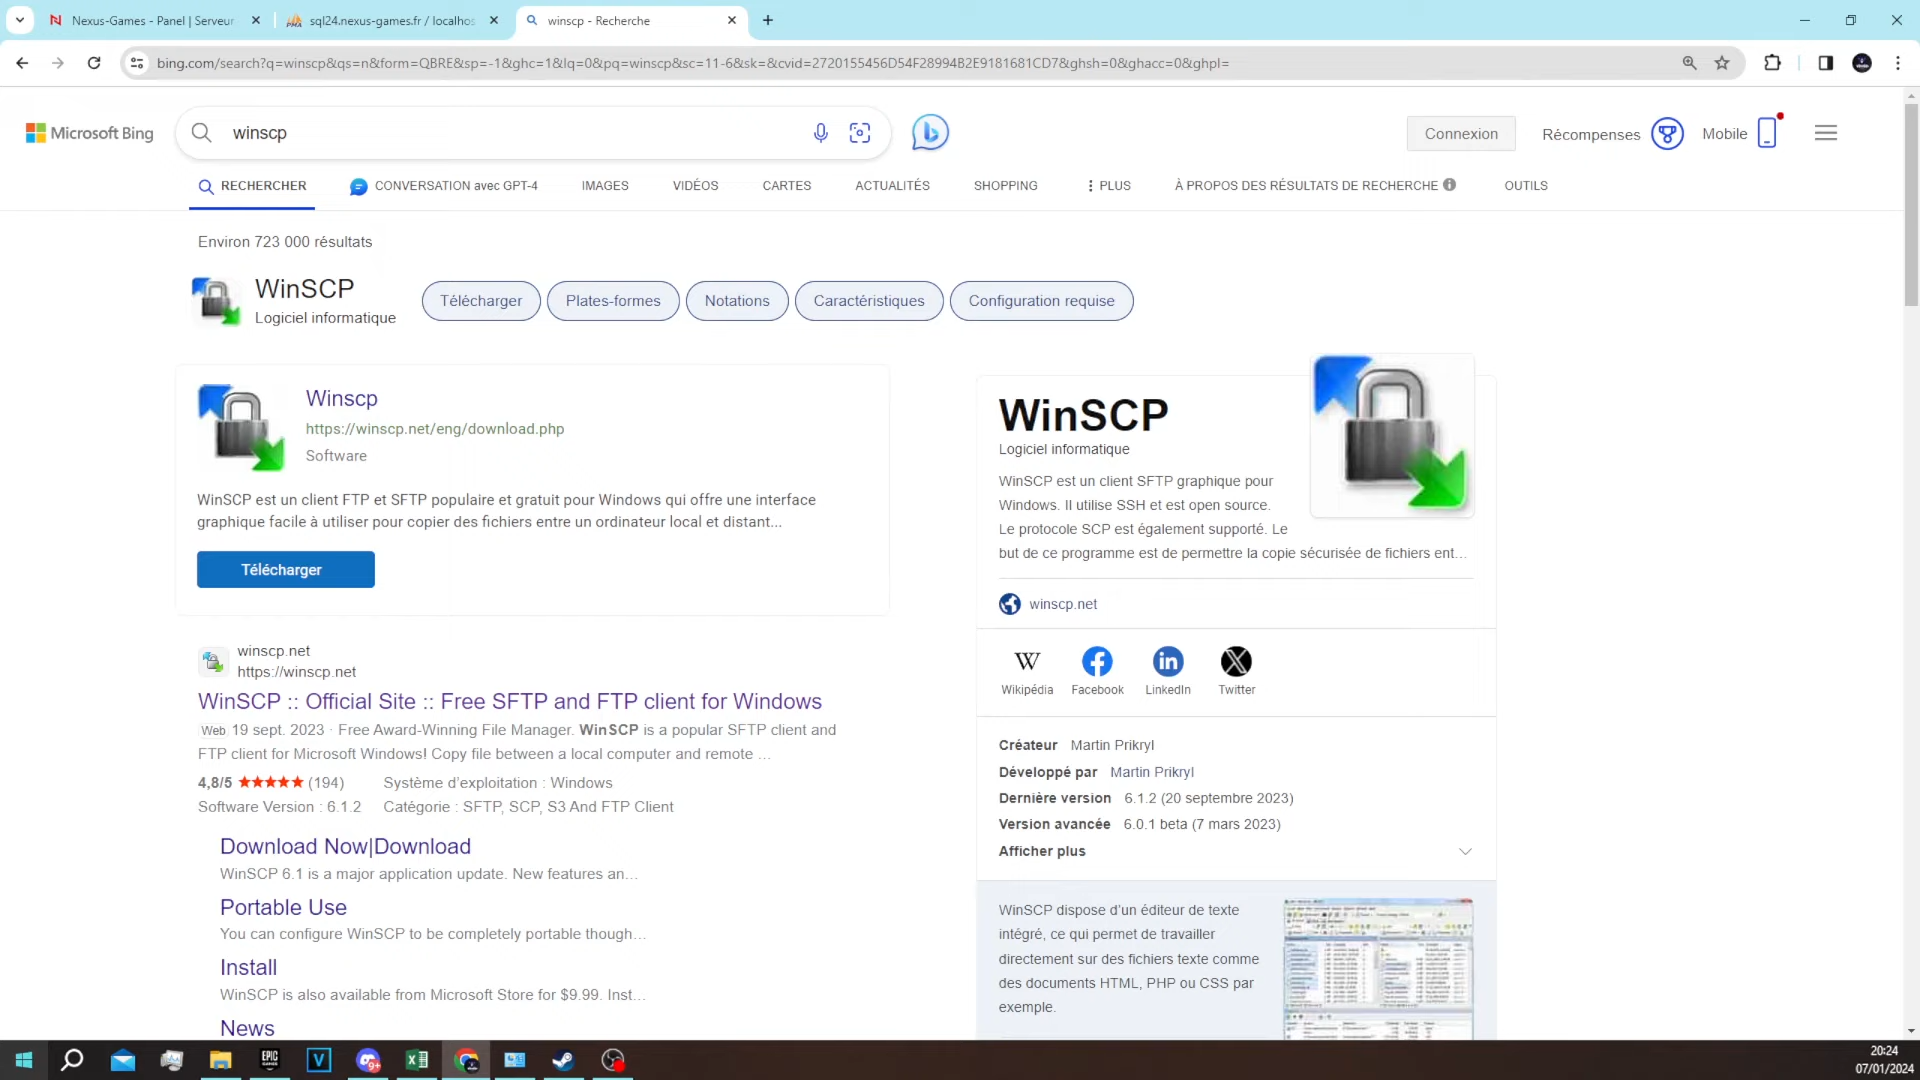 Nexus-Games - Panel | Serveur
sql24.nexus-games.fr / localhos
winscp - Recherche
bing.com/search?q=winscp&qs=n&form=QBRE&sp=-1&ghc=1&lq=0&pq=winscp&sc=11-6&sk=&cvid=2720155456D54F28994B2E9181681CD7&ghsh=0&ghacc=0&ghpl=
Microsoft Bing
winscp
Connexion
Récompenses
Mobile
RECHERCHER
CONVERSATION avec GPT-4
IMAGES
VIDÉOS
CARTES
ACTUALITÉS
SHOPPING
PLUS
À PROPOS DES RÉSULTATS DE RECHERCHE
OUTILS
Environ 723 000 résultats
WinSCP
Logiciel informatique
Télécharger
Plates-formes
Notations
Caractéristiques
Configuration requise
Winscp
https://winscp.net/eng/download.php
Software
WinSCP est un client FTP et SFTP populaire et gratuit pour Windows qui offre une interface
graphique facile à utiliser pour copier des fichiers entre un ordinateur local et distant...
Télécharger
winscp.net
https://winscp.net
WinSCP :: Official Site :: Free SFTP and FTP client for Windows
Web 19 sept. 2023 · Free Award-Winning File Manager. WinSCP is a popular SFTP client and
FTP client for Microsoft Windows! Copy file between a local computer and remote ...
4,8/5 ★★★★★ (194) Système d'exploitation : Windows
Software Version : 6.1.2 Catégorie : SFTP, SCP, S3 And FTP Client
Download Now|Download
WinSCP 6.1 is a major application update. New features an...
Portable Use
You can configure WinSCP to be completely portable though...
Install
WinSCP is also available from Microsoft Store for $9.99. Inst...
News
WinSCP
Logiciel informatique
WinSCP est un client SFTP graphique pour
Windows. Il utilise SSH et est open source.
Le protocole SCP est également supporté. Le
but de ce programme est de permettre la copie sécurisée de fichiers ent...
winscp.net
W
Wikipédia
Facebook
in
LinkedIn
Twitter
Créateur Martin Prikryl
Développé par Martin Prikryl
Dernière version 6.1.2 (20 septembre 2023)
Version avancée 6.0.1 beta (7 mars 2023)
Afficher plus
WinSCP dispose d'un éditeur de texte
intégré, ce qui permet de travailler
directement sur des fichiers texte comme
des documents HTML, PHP ou CSS par
exemple.
EPIC
GAMES
V
9+
20:24
07/01/2024